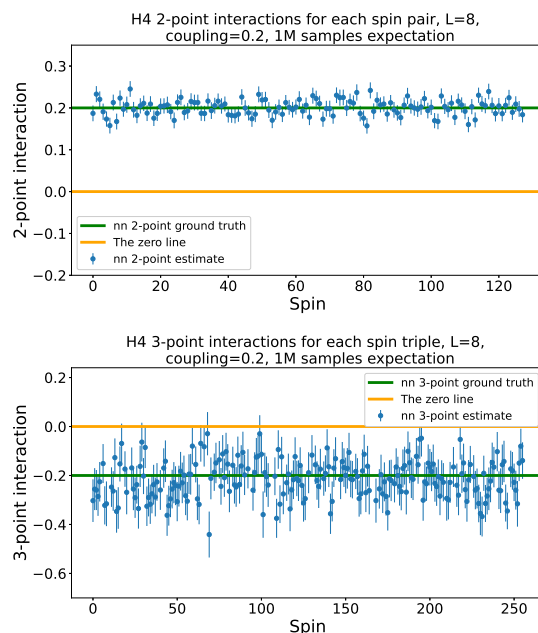 H4 2-point interactions for each spin pair, L=8,
coupling=0.2, 1M samples expectation
0.3
0.2
0.1
0.0
−0.1
−0.2
2-point interaction
nn 2-point ground truth
The zero line
nn 2-point estimate
0 20 40 60 80 100 120
Spin
H4 3-point interactions for each spin triple, L=8,
coupling=0.2, 1M samples expectation
0.2
0.0
−0.2
−0.4
−0.6
3-point interaction
nn 3-point ground truth
The zero line
nn 3-point estimate
0 50 100 150 200 250
Spin